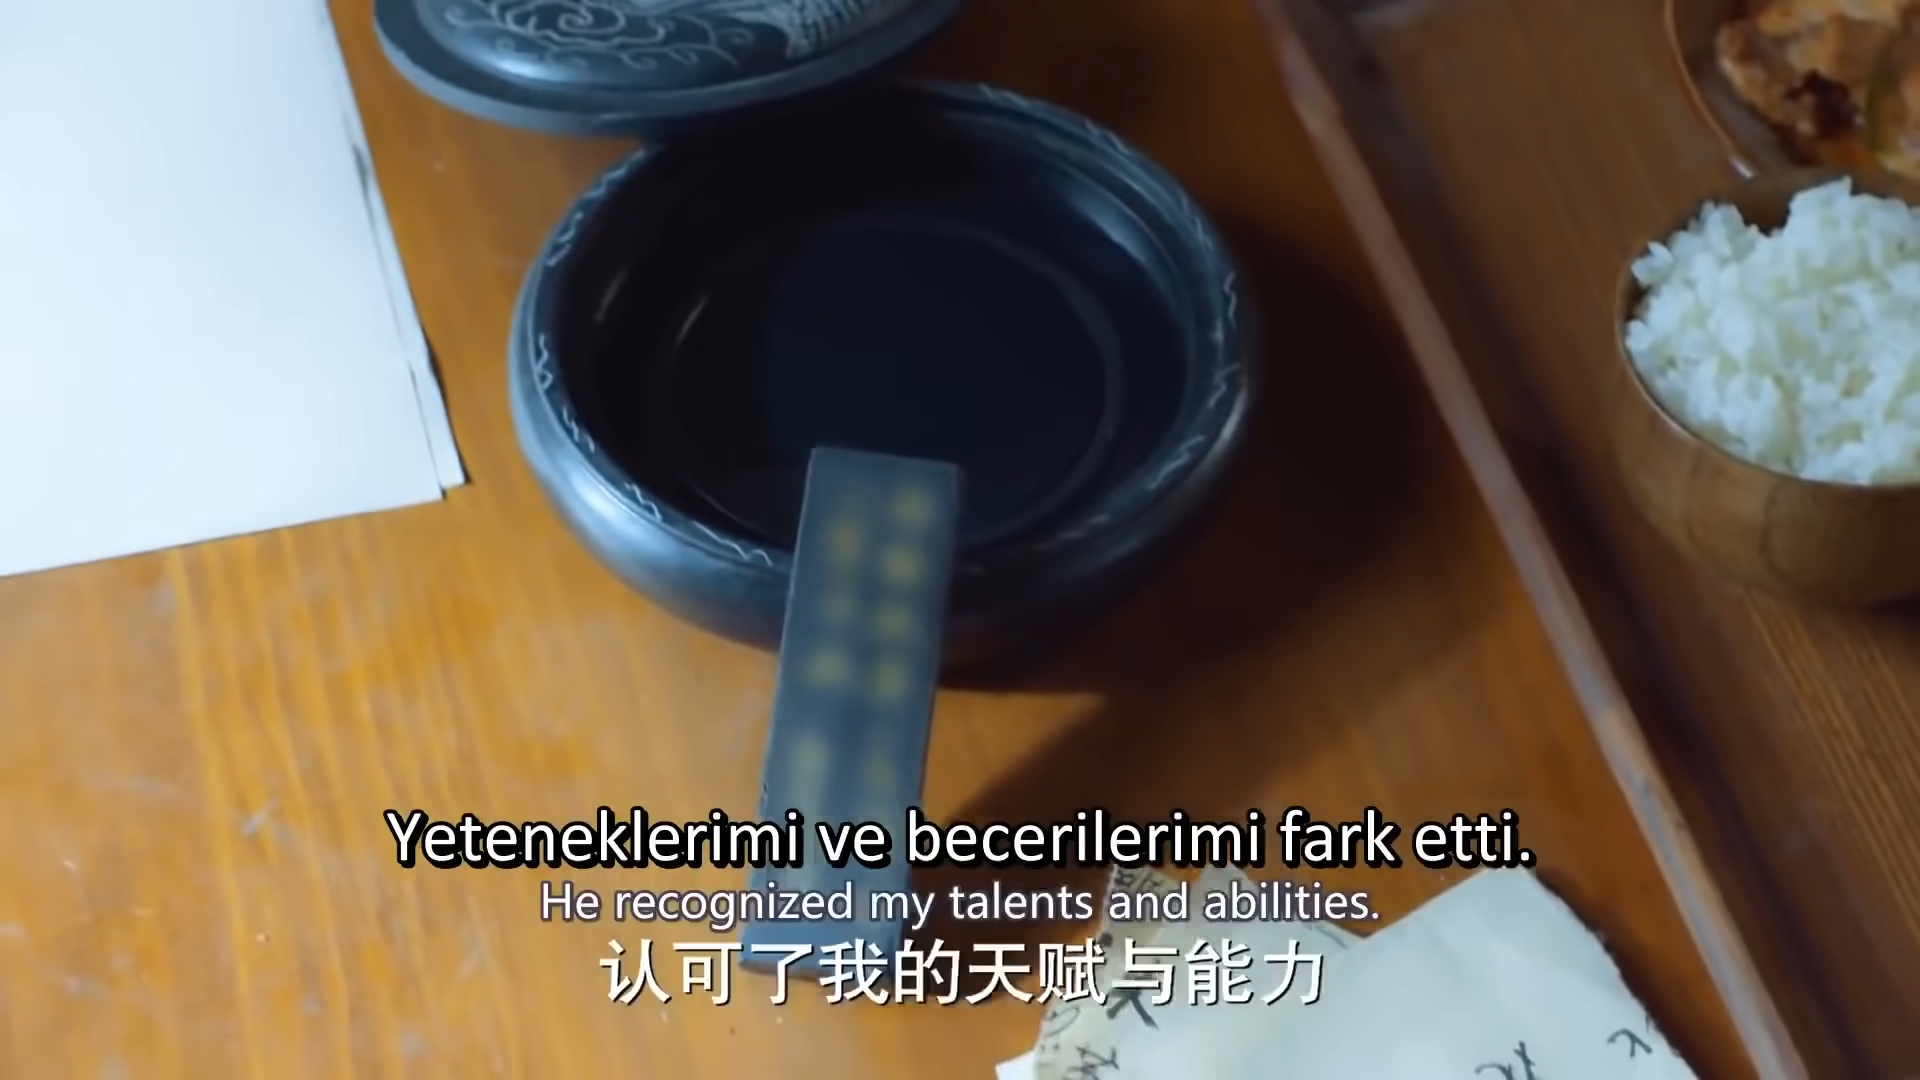 Yeteneklerimi ve becerilerimi fark etti.
He recognized my talents and abilities.
认可了我的天赋与能力